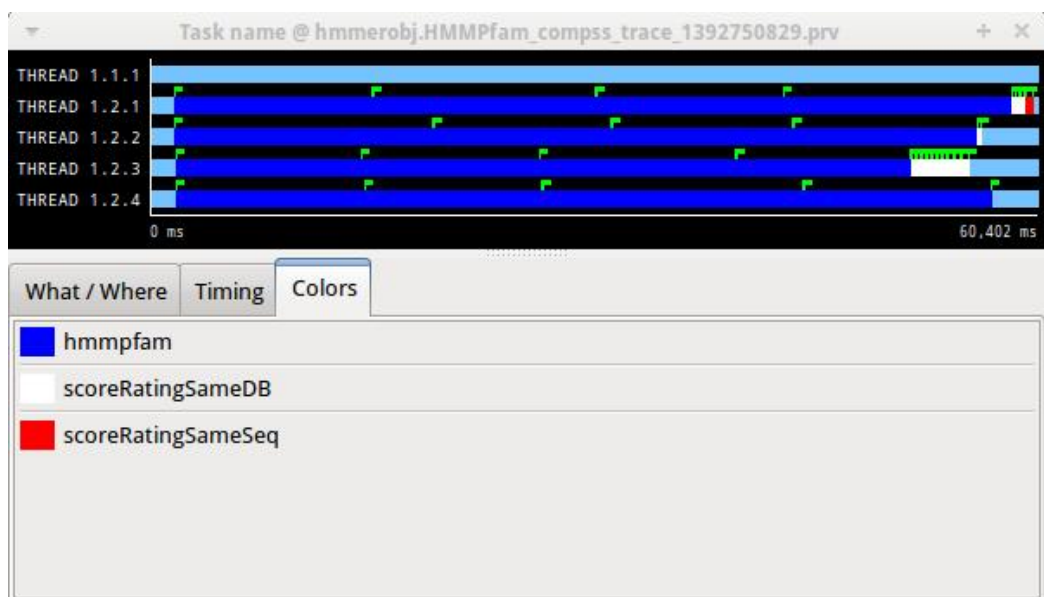 Task name @ hmmerobj.HMMPfam_compss_trace_1392750829.prv
THREAD 1.1.1
THREAD 1.2.1
THREAD 1.2.2
THREAD 1.2.3
THREAD 1.2.4
0 ms 60,402 ms
What / Where Timing Colors
hmmpfam
scoreRatingSameDB
scoreRatingSameSeq